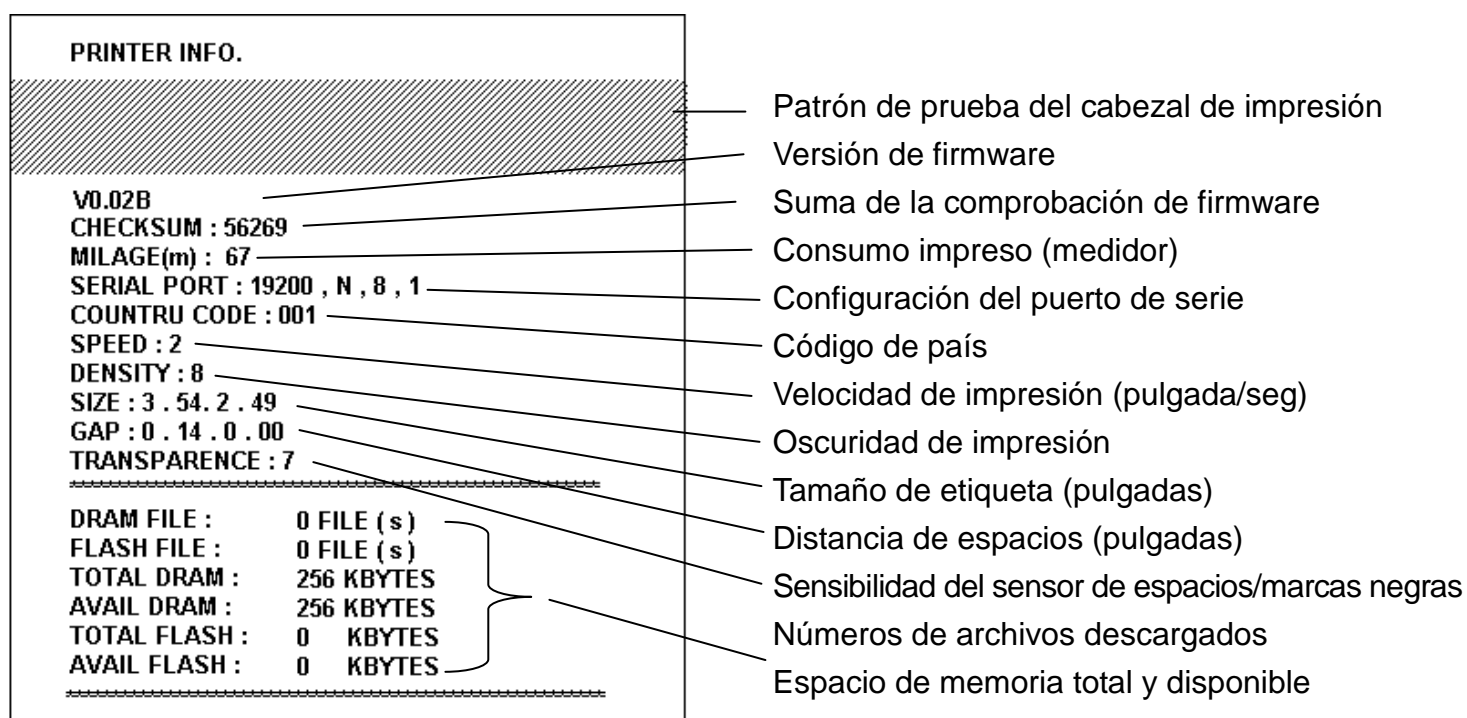 PRINTER INFO.
Patrón de prueba del cabezal de impresión
Versión de firmware
V0.02B
Suma de la comprobación de firmware
CHECKSUM : 56269
Consumo impreso (medidor)
MILAGE(m) : 67
SERIAL PORT : 19200 , N , 8 , 1
Configuración del puerto de serie
COUNTRU CODE : 001
Código de país
SPEED : 2
DENSITY : 8
Velocidad de impresión (pulgada/seg)
SIZE : 3 . 54. 2 . 49
GAP : 0 . 14 . 0 . 00
Oscuridad de impresión
TRANSPARENCE : 7
Tamaño de etiqueta (pulgadas)
DRAM FILE : 0 FILE ( s )
Distancia de espacios (pulgadas)
FLASH FILE : 0 FILE ( s )
TOTAL DRAM : 256 KBYTES
Sensibilidad del sensor de espacios/marcas negras
AVAIL DRAM : 256 KBYTES
TOTAL FLASH : 0 KBYTES
Números de archivos descargados
AVAIL FLASH : 0 KBYTES
Espacio de memoria total y disponible